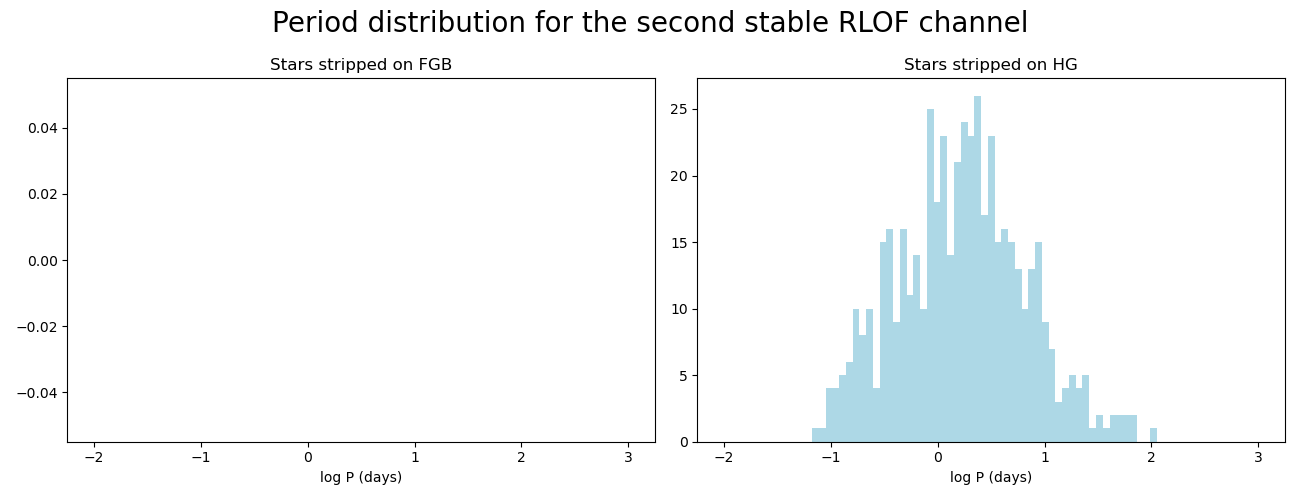 Period distribution for the second stable RLOF channel
Stars stripped on FGB
0.04
0.02
0.00
−0.02
−0.04
−2 −1 0 1 2 3
log P (days)
Stars stripped on HG
25
20
15
10
5
0
−2 −1 0 1 2 3
log P (days)